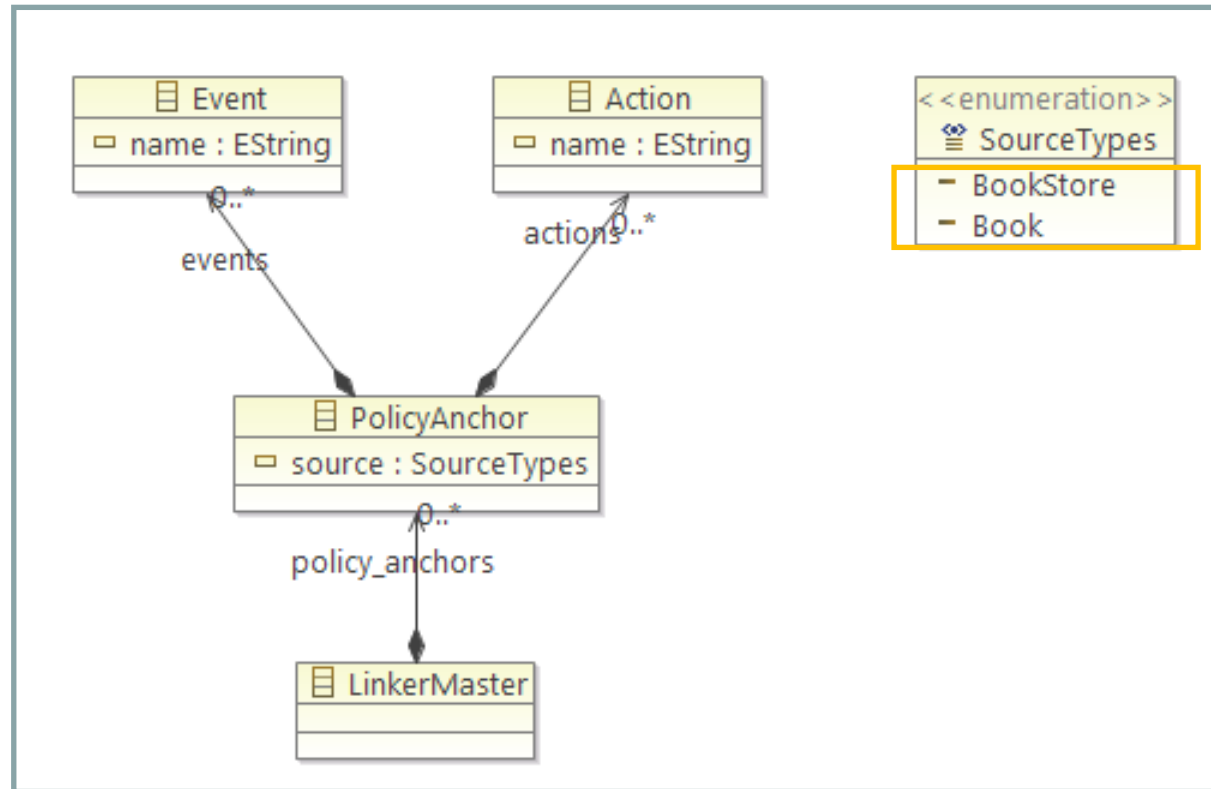 Event
name : EString
Action
name : EString
<<enumeration>>
SourceTypes
BookStore
Book
0..*
events
actions
0..*
PolicyAnchor
source : SourceTypes
0..*
policy_anchors
LinkerMaster